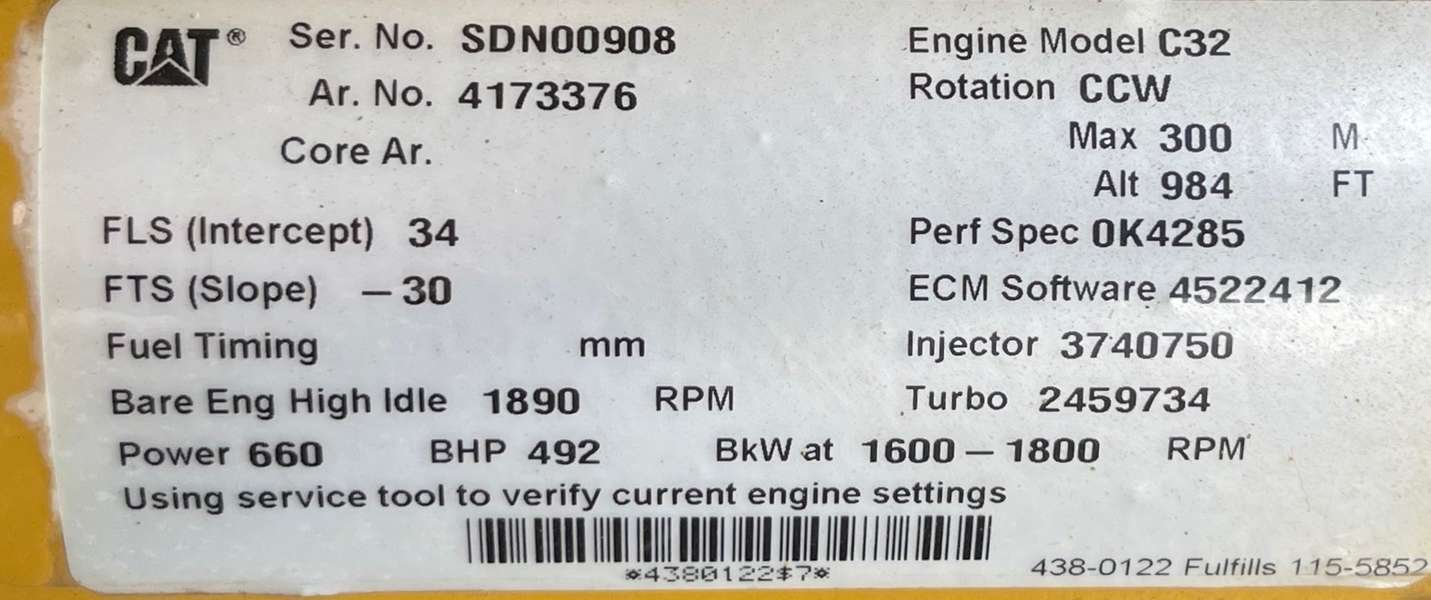 CAT® Ser. No. SDN00908 Engine Model C32
Ar. No. 4173376 Rotation CCW
Max 300 M
Core Ar.
Alt 984 FT
FLS (Intercept) 34 Perf Spec 0K4285
FTS (Slope) – 30 ECM Software 4522412
Fuel Timing mm Injector 3740750
Bare Eng High Idle 1890 RPM Turbo 2459734
Power 660 BHP 492 BkW at 1600 – 1800 RPM
Using service tool to verify current engine settings
*4380122$7*
438-0122 Fulfills 115-5852